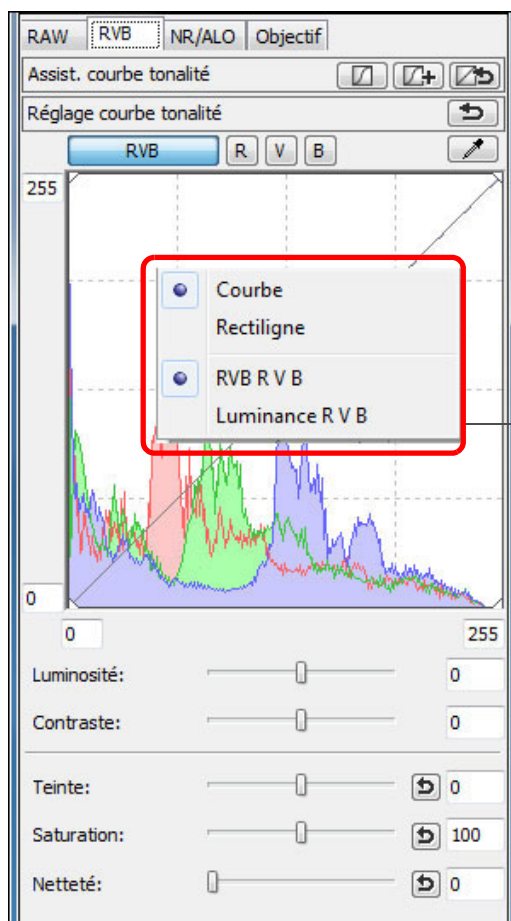 RAW RVB NR/ALO Objectif
Assist. courbe tonalité
Réglage courbe tonalité
RVB R V B
255
Courbe
Rectiligne
RVB R V B
Luminance R V B
0
0 255
Luminosité: 0
Contraste: 0
Teinte: 0
Saturation: 100
Netteté: 0